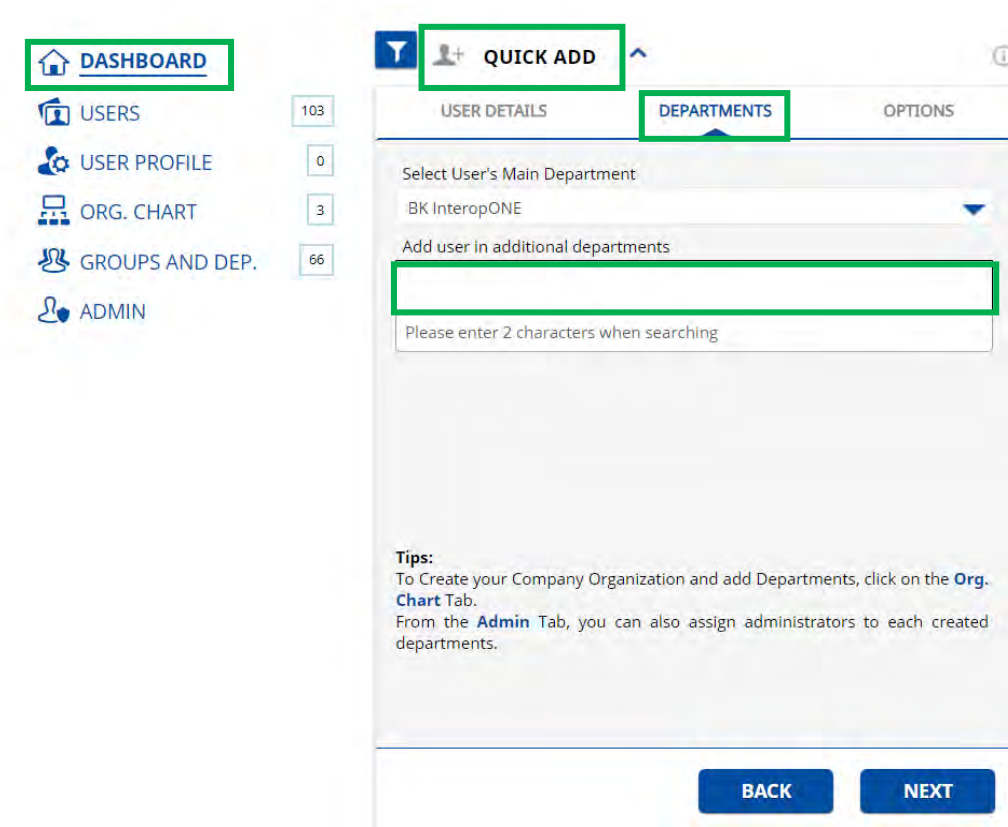 DASHBOARD
USERS 103
USER PROFILE 0
ORG. CHART 3
GROUPS AND DEP. 66
ADMIN
QUICK ADD
USER DETAILS DEPARTMENTS OPTIONS
Select User's Main Department
BK InteropONE
Add user in additional departments
Please enter 2 characters when searching
Tips:
To Create your Company Organization and add Departments, click on the Org.
Chart Tab.
From the Admin Tab, you can also assign administrators to each created
departments.
BACK NEXT